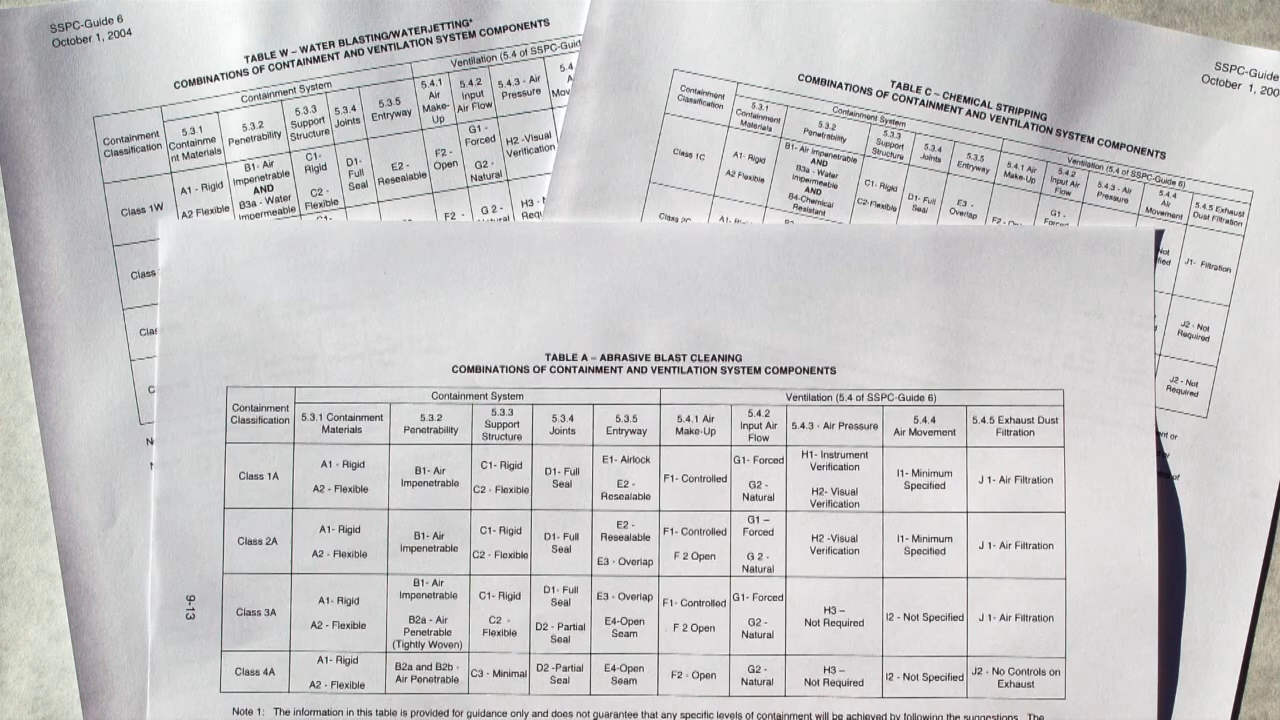 SSPC-Guide 6
October 1, 2004
TABLE W – WATER BLASTING/WATERJETTING*
COMBINATIONS OF CONTAINMENT AND VENTILATION SYSTEM COMPONENTS
Containment System
Ventilation (5.4 of SSPC-Guid
Containment
Classification
5.3.1
Containme
nt Materials
5.3.2
Penetrability
5.3.3
Support
Structure
5.3.4
Joints
5.3.5
Entryway
5.4.1
Air
Make-
Up
5.4.2
Input
Air Flow
5.4.3 - Air
Pressure
5.4.
A
Mov
Class 1W
A1 - Rigid
A2 Flexible
B1- Air
Impenetrable
AND
B3a - Water
Impermeable
C1-
Rigid
C2 -
Flexible
D1-
Full
Seal
E2 -
Resealable
F2 -
Open
G1 -
Forced
G2 -
Natural
H2 -Visual
Verification
Class
F2 -
G 2 -
H3 -
Clas
C
SSPC-Guide
October 1, 200
TABLE C – CHEMICAL STRIPPING
COMBINATIONS OF CONTAINMENT AND VENTILATION SYSTEM COMPONENTS
Containment System
Ventilation (5.4 of SSPC-Guide 6)
Containment
Classification
5.3.1
Containment
Materials
5.3.2
Penetrability
5.3.3
Support
Structure
5.3.4
Joints
5.3.5
Entryway
5.4.1 Air
Make-Up
5.4.2
Input Air
Flow
5.4.3 - Air
Pressure
5.4.4
Air
Movement
5.4.5 Exhaust
Dust Filtration
Class 1C
A1- Rigid
A2 Flexible
B1- Air Impenetrable
AND
B3a - Water
Impermeable
AND
B4-Chemical
Resistant
C1- Rigid
C2-Flexible
D1- Full
Seal
E3 -
Overlap
G1 -
J1- Filtration
J2 - Not
Required
J2 - Not
Required
TABLE A – ABRASIVE BLAST CLEANING
COMBINATIONS OF CONTAINMENT AND VENTILATION SYSTEM COMPONENTS
Containment
Classification
Containment System
Ventilation (5.4 of SSPC-Guide 6)
5.3.1 Containment
Materials
5.3.2
Penetrability
5.3.3
Support
Structure
5.3.4
Joints
5.3.5
Entryway
5.4.1 Air
Make-Up
5.4.2
Input Air
Flow
5.4.3 - Air Pressure
5.4.4
Air Movement
5.4.5 Exhaust Dust
Filtration
Class 1A
A1 - Rigid
A2 - Flexible
B1- Air
Impenetrable
C1- Rigid
C2 - Flexible
D1- Full
Seal
E1- Airlock
E2 -
Resealable
F1- Controlled
G1- Forced
G2 -
Natural
H1- Instrument
Verification
H2- Visual
Verification
I1- Minimum
Specified
J 1- Air Filtration
Class 2A
A1- Rigid
A2 - Flexible
B1- Air
Impenetrable
C1- Rigid
C2 - Flexible
D1- Full
Seal
E2 -
Resealable
E3 - Overlap
F1- Controlled
F 2 Open
G1 –
Forced
G 2 -
Natural
H2 -Visual
Verification
I1- Minimum
Specified
J 1- Air Filtration
Class 3A
A1- Rigid
A2 - Flexible
B1- Air
Impenetrable
B2a - Air
Penetrable
(Tightly Woven)
C1- Rigid
C2 -
Flexible
D1- Full
Seal
D2 - Partial
Seal
E3 - Overlap
E4-Open
Seam
F1- Controlled
F 2 Open
G1- Forced
G2 -
Natural
H3 –
Not Required
I2 - Not Specified
J 1- Air Filtration
Class 4A
A1- Rigid
A2 - Flexible
B2a and B2b -
Air Penetrable
C3 - Minimal
D2 -Partial
Seal
E4-Open
Seam
F2 - Open
G2 -
Natural
H3 –
Not Required
I2 - Not Specified
J2 - No Controls on
Exhaust
9-13
Note 1: The information in this table is provided for guidance only and does not guarantee that any specific levels of containment will be achieved by following the suggestions. The